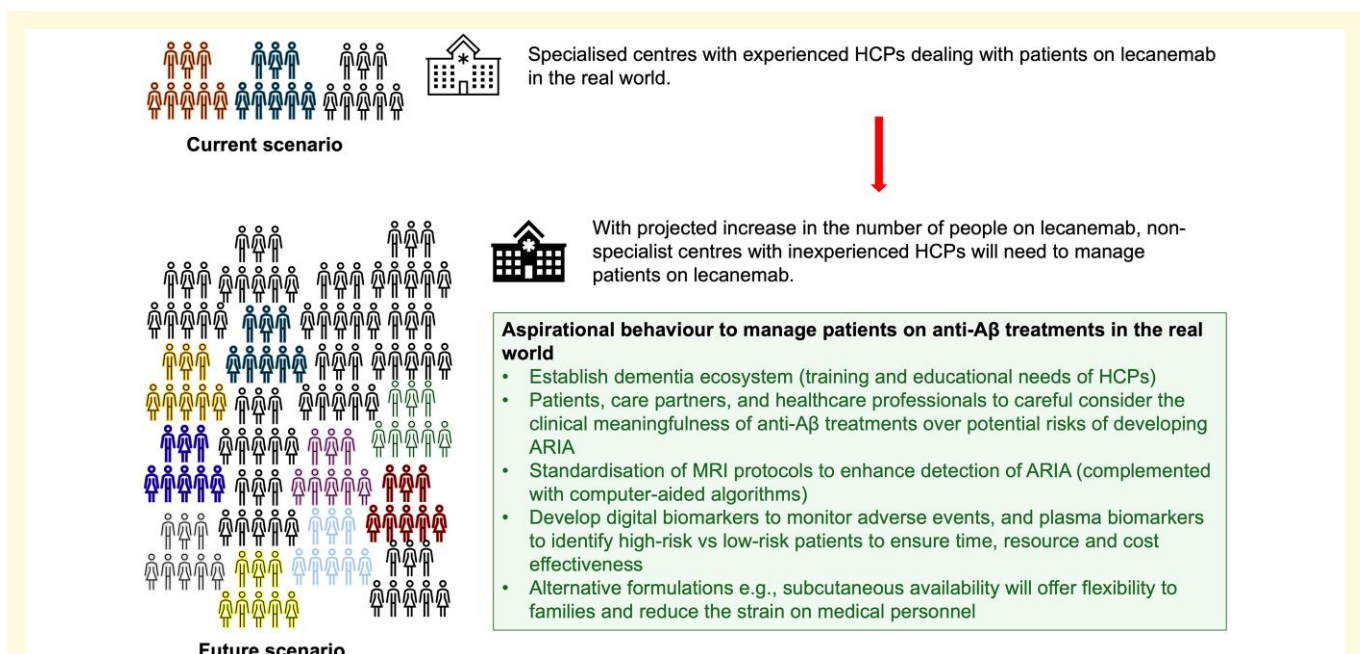 Specialised centres with experienced HCPs dealing with patients on lecanemab
in the real world.
Current scenario
With projected increase in the number of people on lecanemab, non-
specialist centres with inexperienced HCPs will need to manage
patients on lecanemab.
Aspirational behaviour to manage patients on anti-Aβ treatments in the real
world
• Establish dementia ecosystem (training and educational needs of HCPs)
• Patients, care partners, and healthcare professionals to careful consider the
clinical meaningfulness of anti-Aβ treatments over potential risks of developing
ARIA
• Standardisation of MRI protocols to enhance detection of ARIA (complemented
with computer-aided algorithms)
• Develop digital biomarkers to monitor adverse events, and plasma biomarkers
to identify high-risk vs low-risk patients to ensure time, resource and cost
effectiveness
• Alternative formulations e.g., subcutaneous availability will offer flexibility to
families and reduce the strain on medical personnel
Future scenario